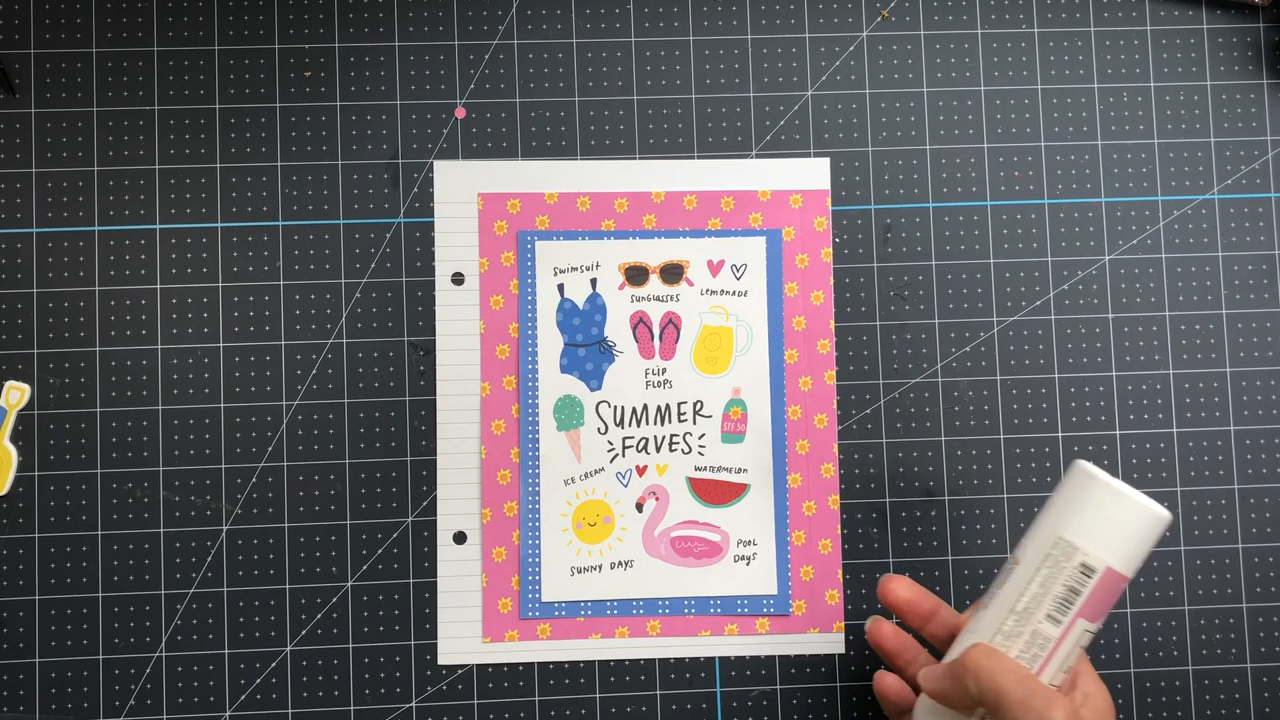 Swimsuit
SUNGLASSES
LEMONADE
FLIP
FLOPS
SUMMER
FAVES
SPF 50
ICE CREAM
WATERMELON
SUNNY DAYS
POOL
DAYS